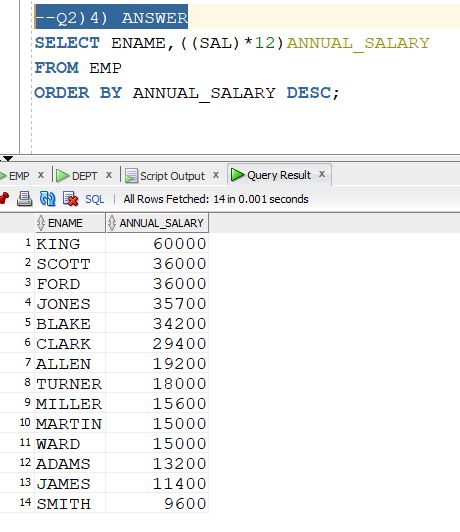 --Q2)4) ANSWER
SELECT ENAME,((SAL)*12)ANNUAL_SALARY
FROM EMP
ORDER BY ANNUAL_SALARY DESC;
EMP x DEPT x Script Output x Query Result x
SQL | All Rows Fetched: 14 in 0.001 seconds
ENAME ANNUAL_SALARY
1 KING 60000
2 SCOTT 36000
3 FORD 36000
4 JONES 35700
5 BLAKE 34200
6 CLARK 29400
7 ALLEN 19200
8 TURNER 18000
9 MILLER 15600
10 MARTIN 15000
11 WARD 15000
12 ADAMS 13200
13 JAMES 11400
14 SMITH 9600